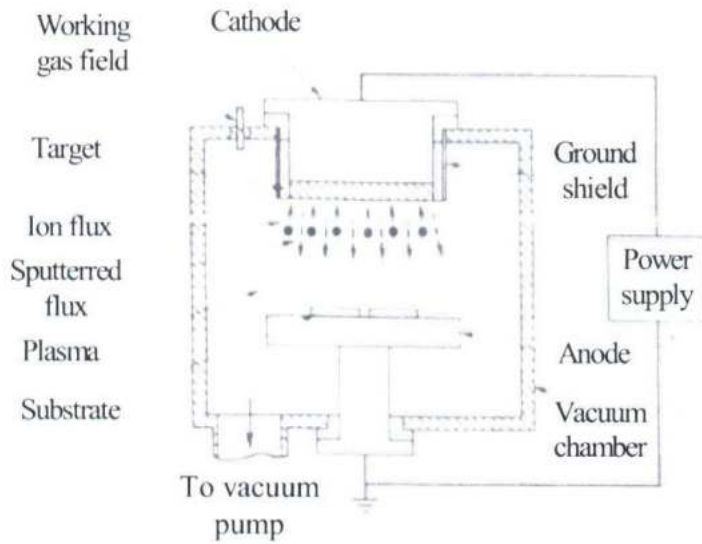 Working
gas field
Cathode
Target
Ground
shield
Ion flux
Sputterred
flux
Power
supply
Plasma
Anode
Substrate
Vacuum
chamber
To vacuum
pump